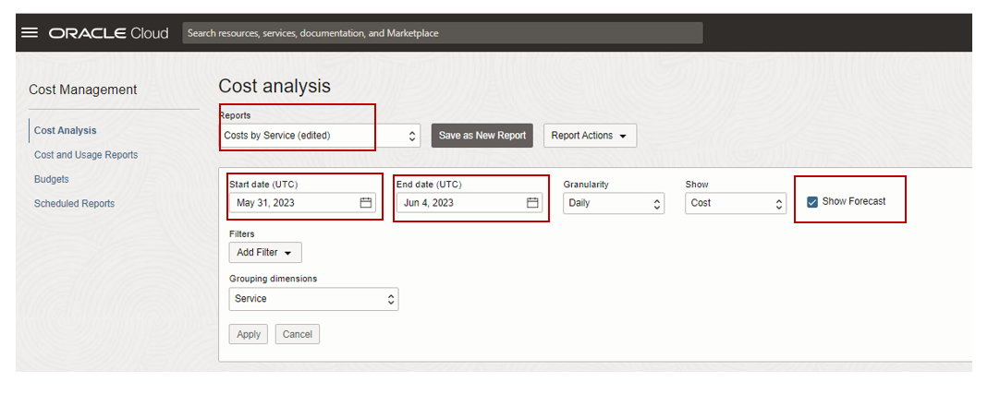 ORACLE Cloud
Search resources, services, documentation, and Marketplace
Cost Management
Cost Analysis
Cost and Usage Reports
Budgets
Scheduled Reports
Cost analysis
Reports
Costs by Service (edited)
Save as New Report
Report Actions
Start date (UTC)
May 31, 2023
End date (UTC)
Jun 4, 2023
Granularity
Daily
Show
Cost
Show Forecast
Filters
Add Filter
Grouping dimensions
Service
Apply
Cancel